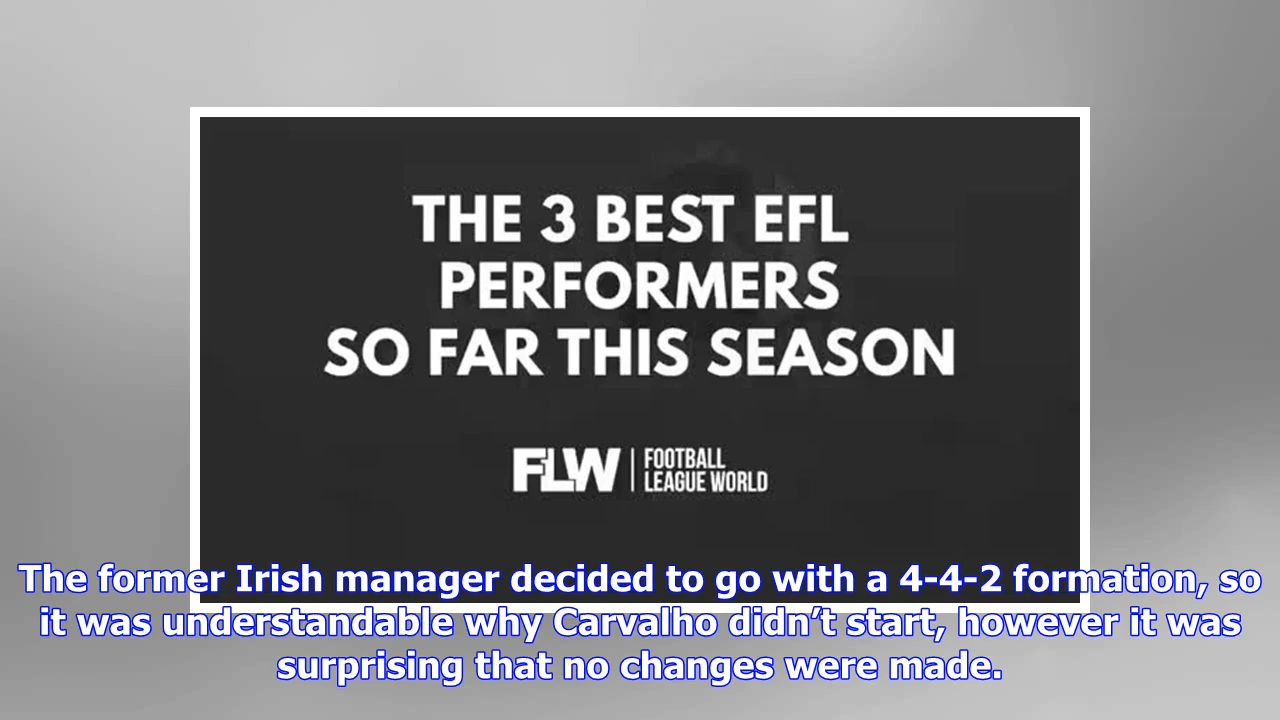 THE 3 BEST EFL
PERFORMERS
SO FAR THIS SEASON
FLW | FOOTBALL
LEAGUE WORLD
The former Irish manager decided to go with a 4-4-2 formation, so
it was understandable why Carvalho didn’t start, however it was
surprising that no changes were made.